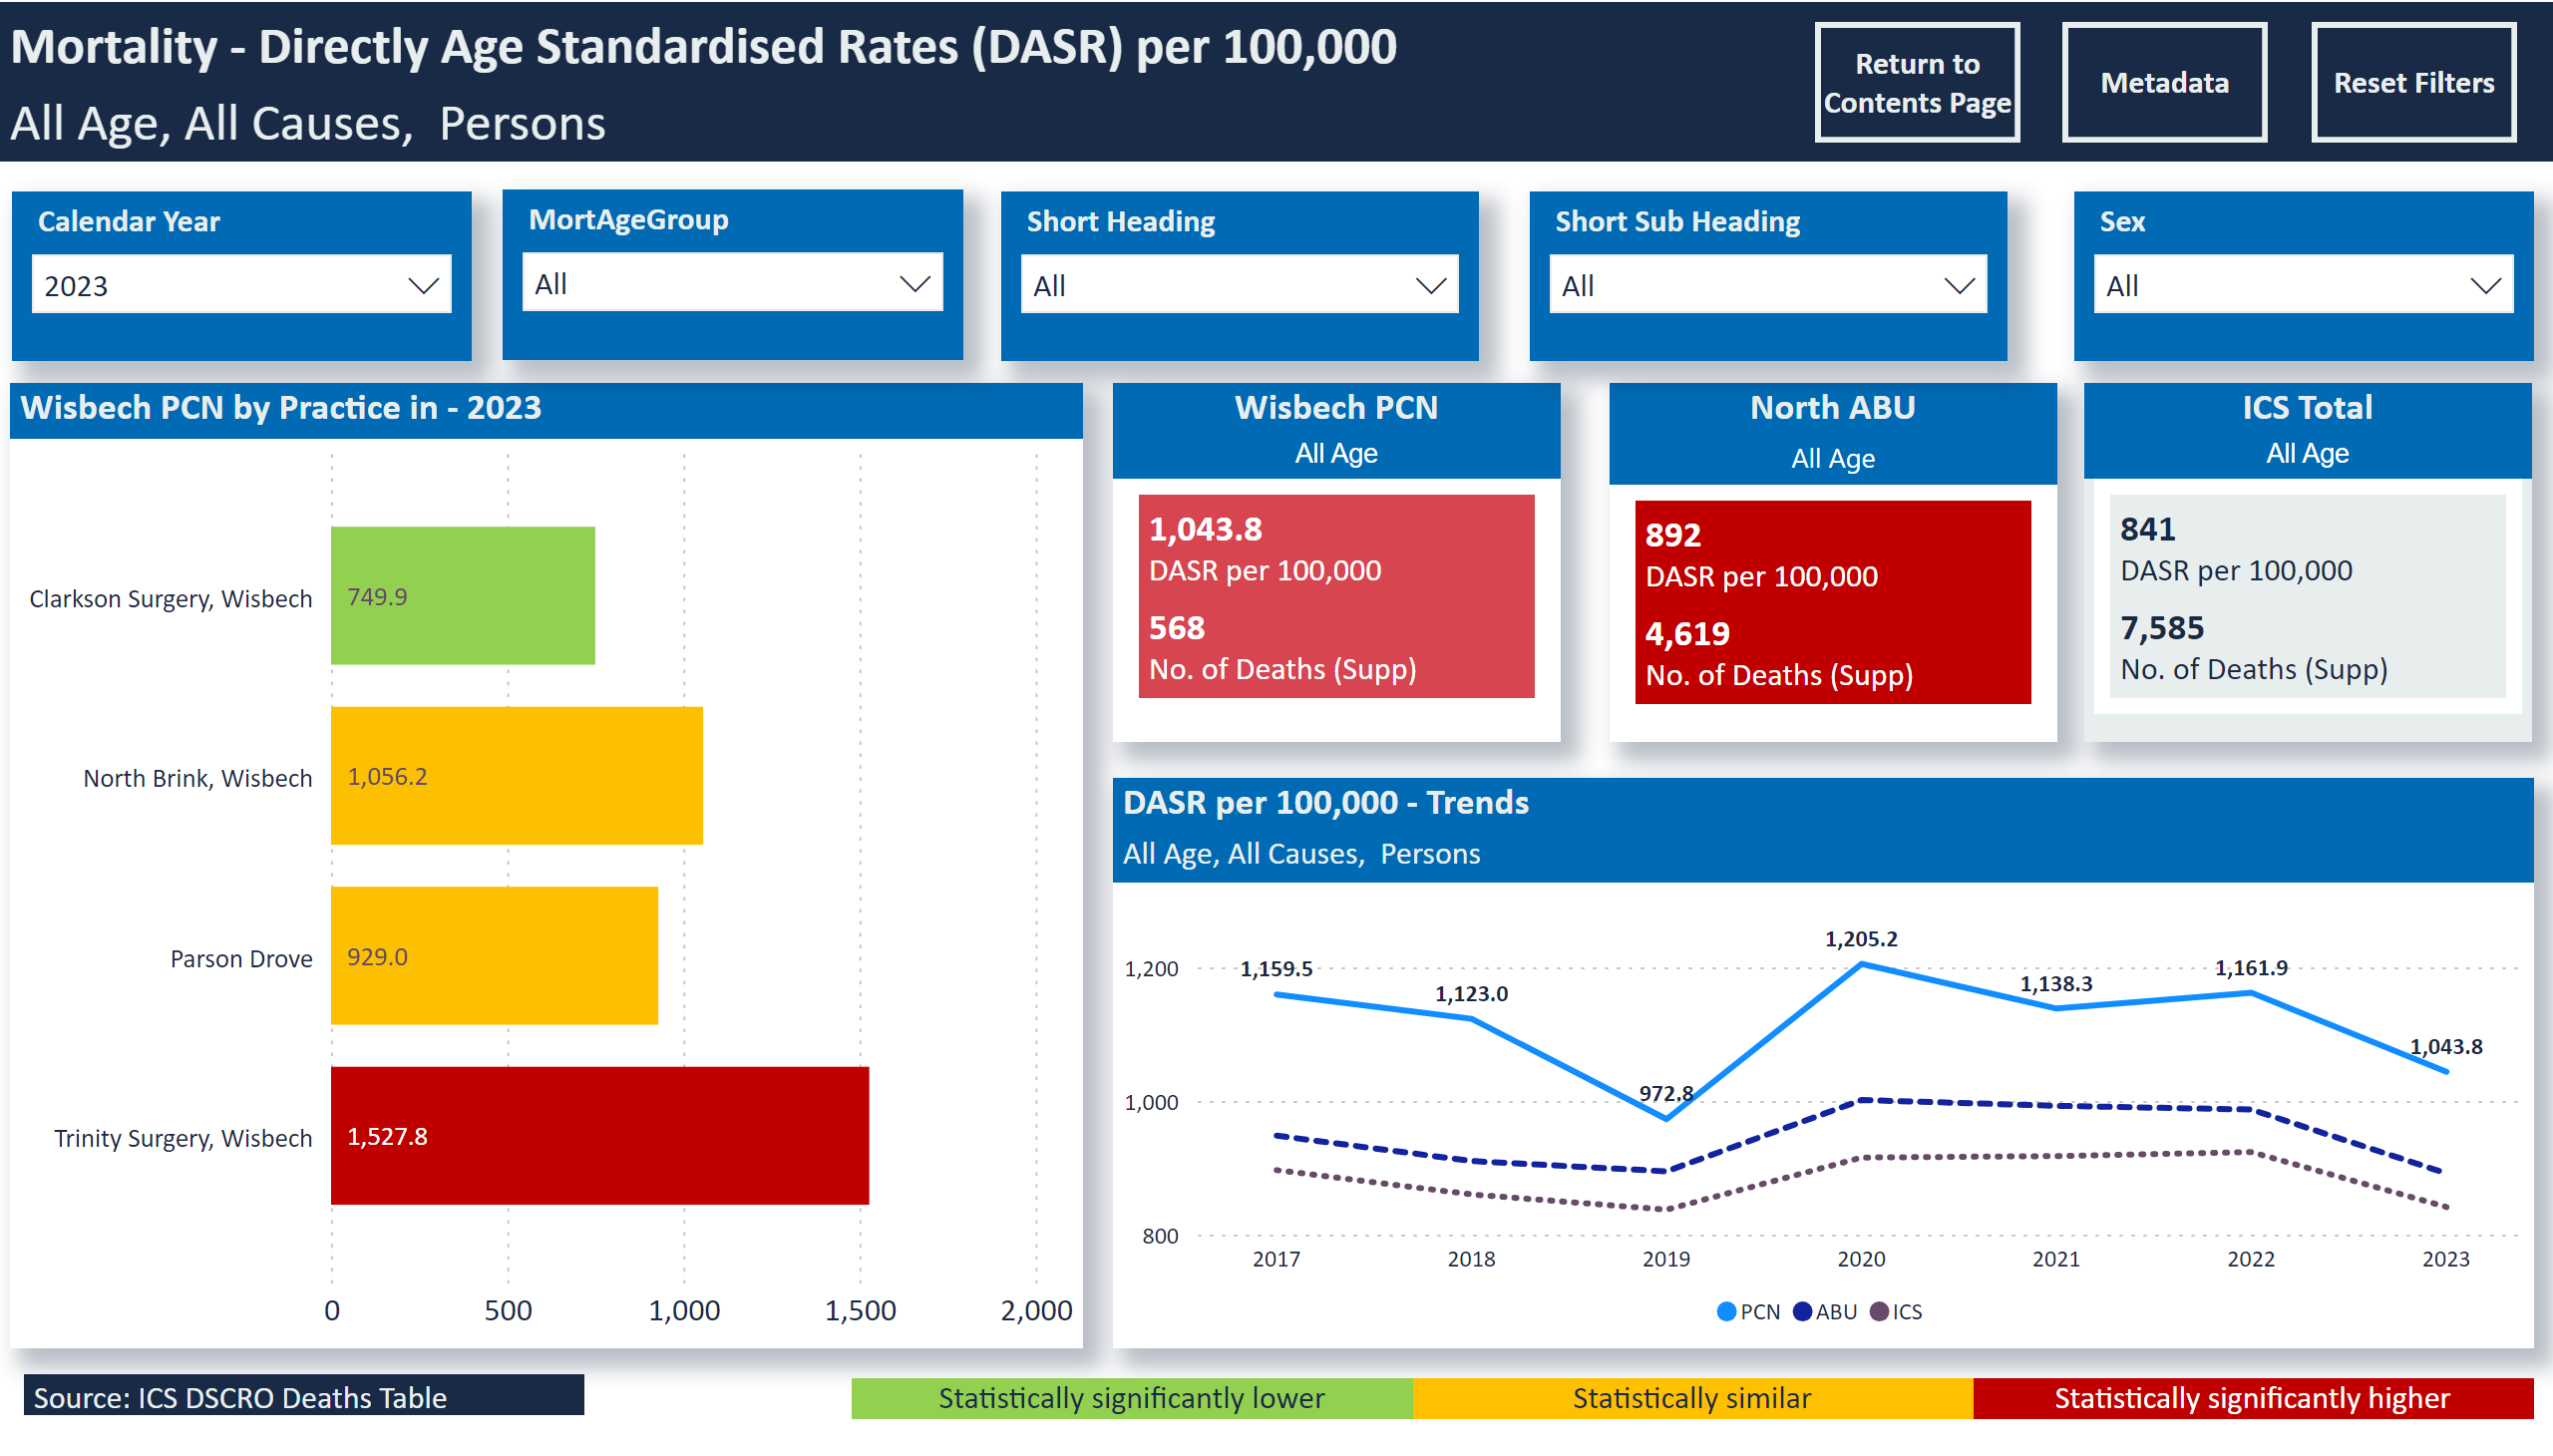 Mortality - Directly Age Standardised Rates (DASR) per 100,000
All Age, All Causes,  Persons
Return to
Contents Page
Metadata
Reset Filters
Calendar Year
2023
MortAgeGroup
All
Short Heading
All
Short Sub Heading
All
Sex
All
Wisbech PCN by Practice in - 2023
Clarkson Surgery, Wisbech
749.9
North Brink, Wisbech
1,056.2
Parson Drove
929.0
Trinity Surgery, Wisbech
1,527.8
0 500 1,000 1,500 2,000
Wisbech PCN
All Age
1,043.8
DASR per 100,000
568
No. of Deaths (Supp)
North ABU
All Age
892
DASR per 100,000
4,619
No. of Deaths (Supp)
ICS Total
All Age
841
DASR per 100,000
7,585
No. of Deaths (Supp)
DASR per 100,000 - Trends
All Age, All Causes,  Persons
1,200
1,000
800
1,159.5
1,123.0
972.8
1,205.2
1,138.3
1,161.9
1,043.8
2017 2018 2019 2020 2021 2022 2023
PCN ABU ICS
Source: ICS DSCRO Deaths Table
Statistically significantly lower
Statistically similar
Statistically significantly higher